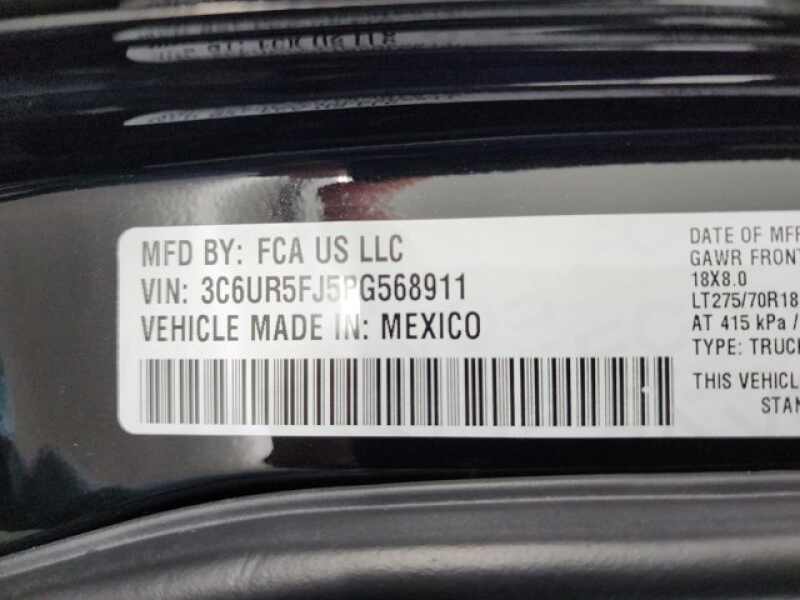 MFD BY: FCA US LLC
VIN: 3C6UR5FJ5PG568911
VEHICLE MADE IN: MEXICO
DATE OF MFR
GAWR FRONT
18X8.0
LT275/70R18
AT 415 kPa /
TYPE: TRUCK
THIS VEHICL
STAN